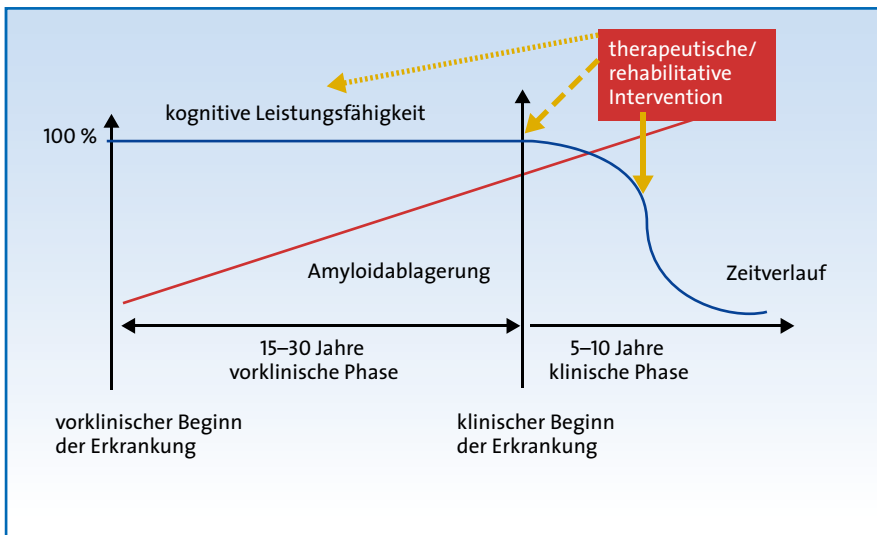 therapeutische/
rehabilitative
Intervention
kognitive Leistungsfähigkeit
100 %
Amyloidablagerung
Zeitverlauf
15–30 Jahre
vorklinische Phase
5–10 Jahre
klinische Phase
vorklinischer Beginn
der Erkrankung
klinischer Beginn
der Erkrankung